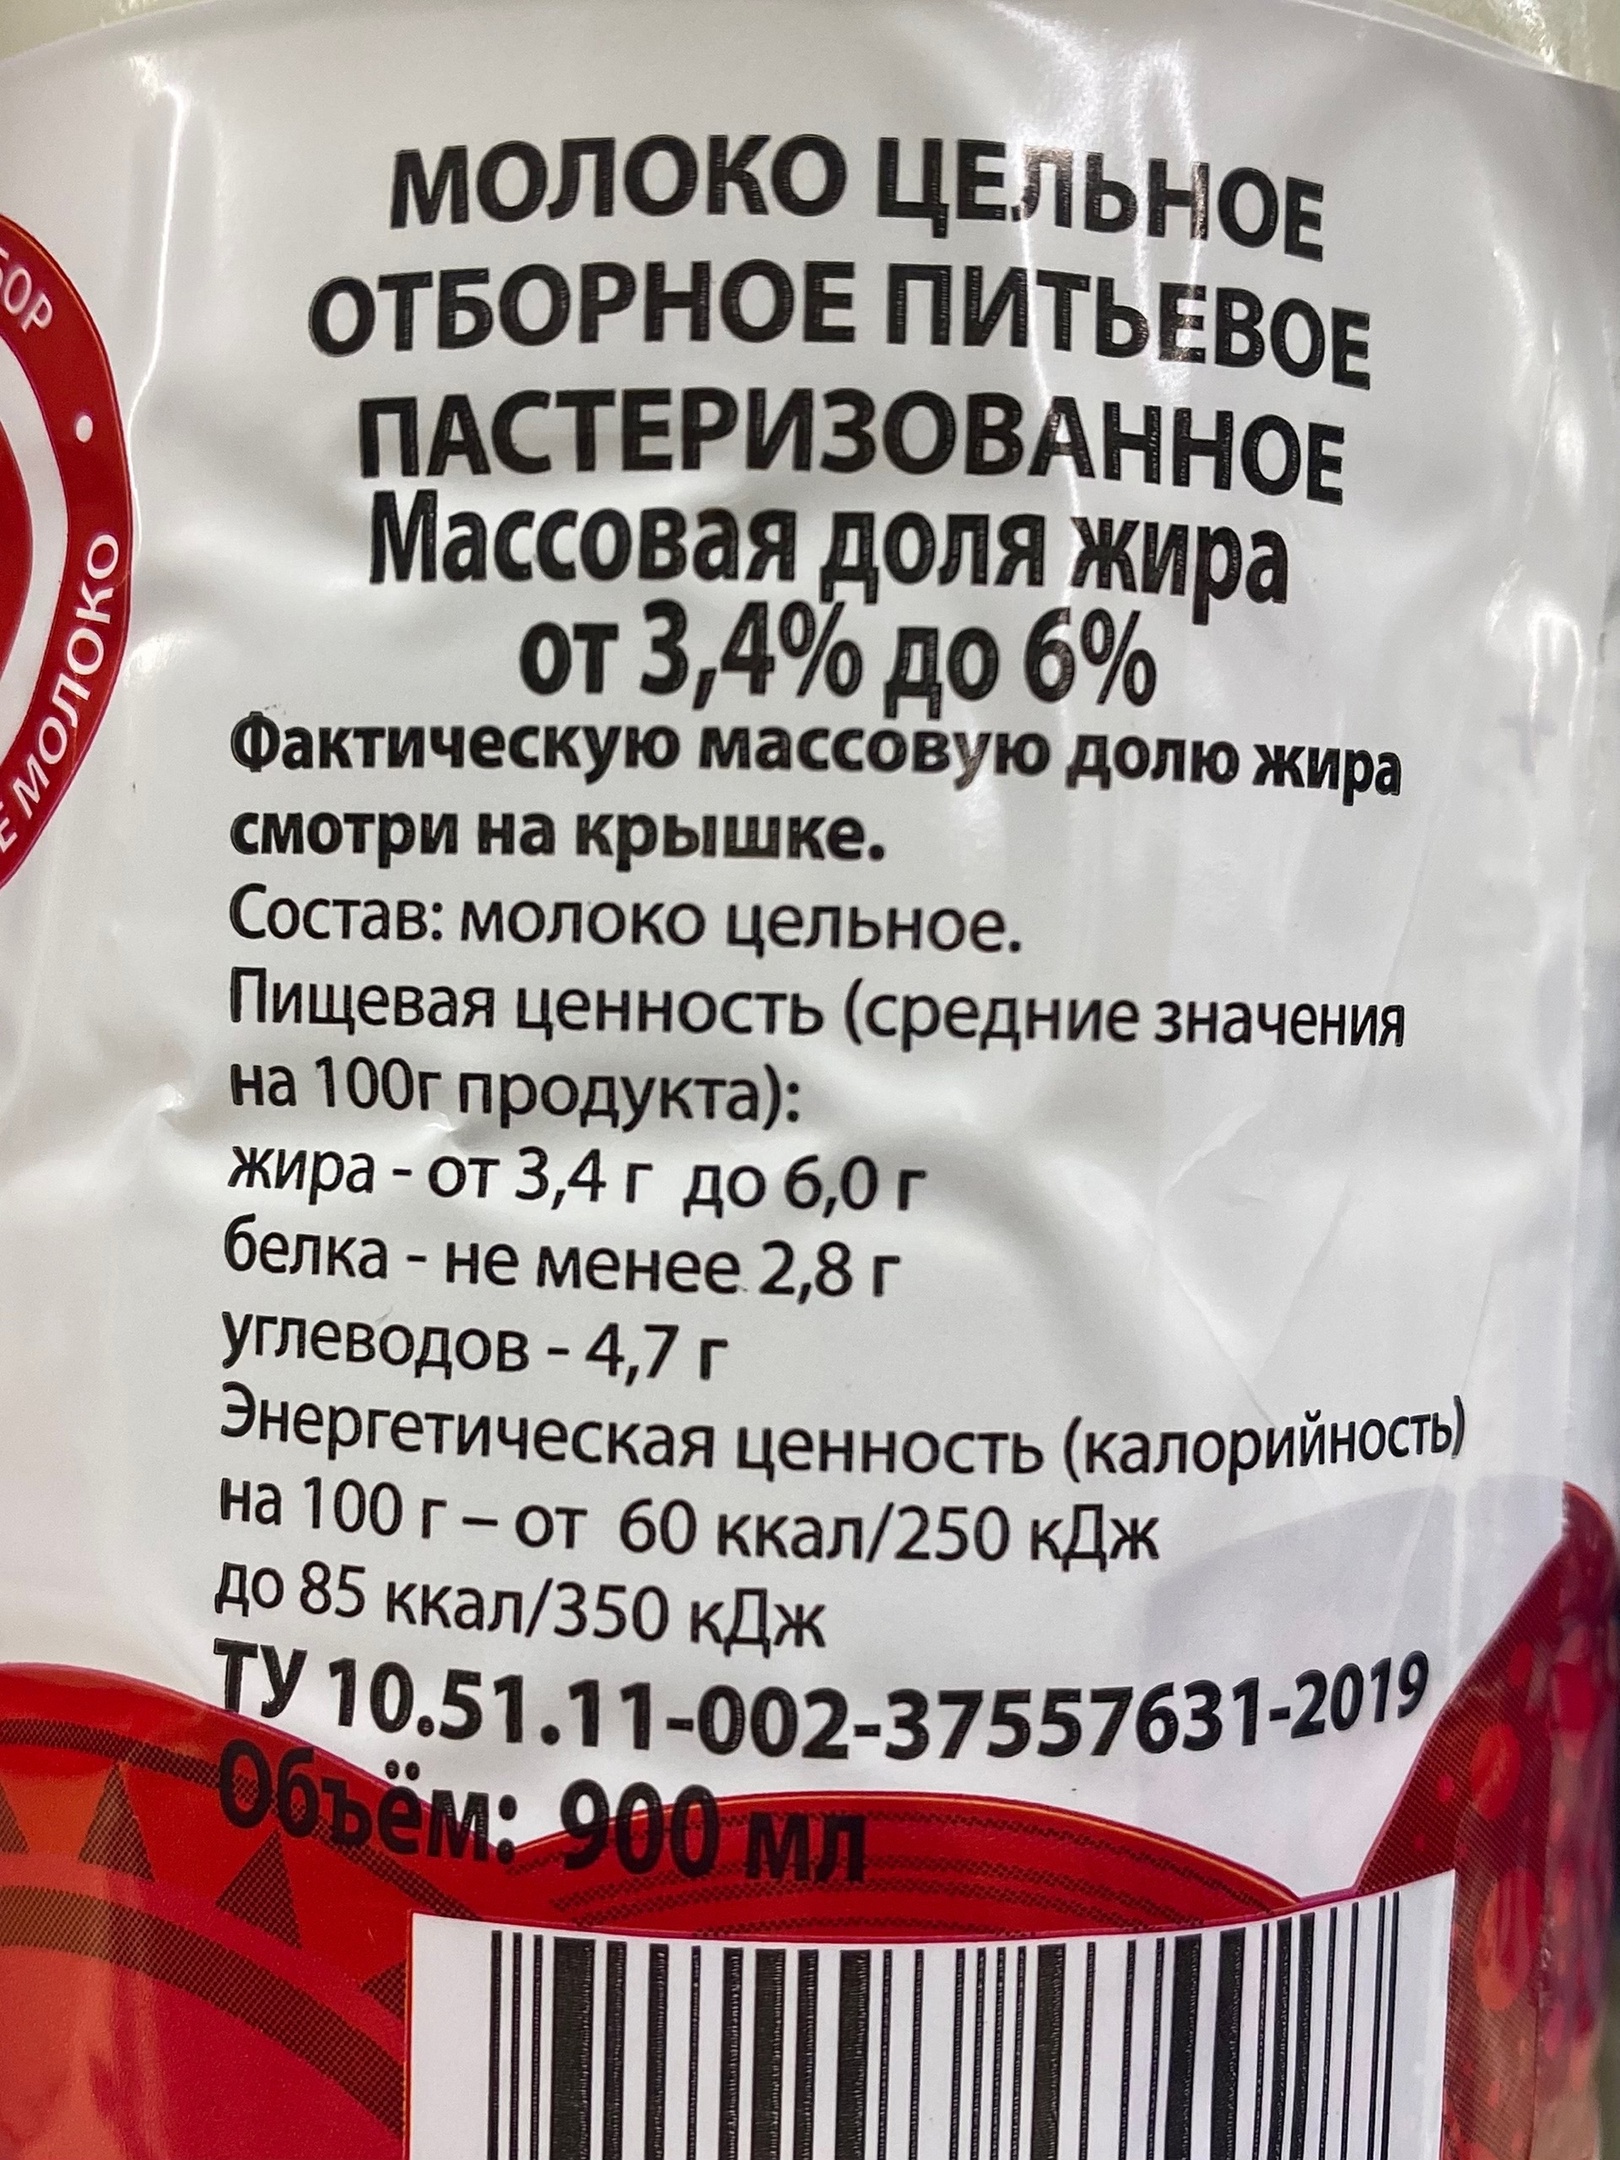 МОЛОКО ЦЕЛЬНОЕ
ОТБОРНОЕ ПИТЬЕВОЕ
ПАСТЕРИЗОВАННОЕ
Массовая доля жира
от 3,4% до 6%
Фактическую массовую долю жира
смотри на крышке.
Состав: молоко цельное.
Пищевая ценность (средние значения
на 100г продукта):
жира - от 3,4 г до 6,0 г
белка - не менее 2,8 г
углеводов - 4,7 г
Энергетическая ценность (калорийность)
на 100 г – от 60 ккал/250 кДж
до 85 ккал/350 кДж
ТУ 10.51.11-002-37557631-2019
Объём: 900 мл
МОЛОКО